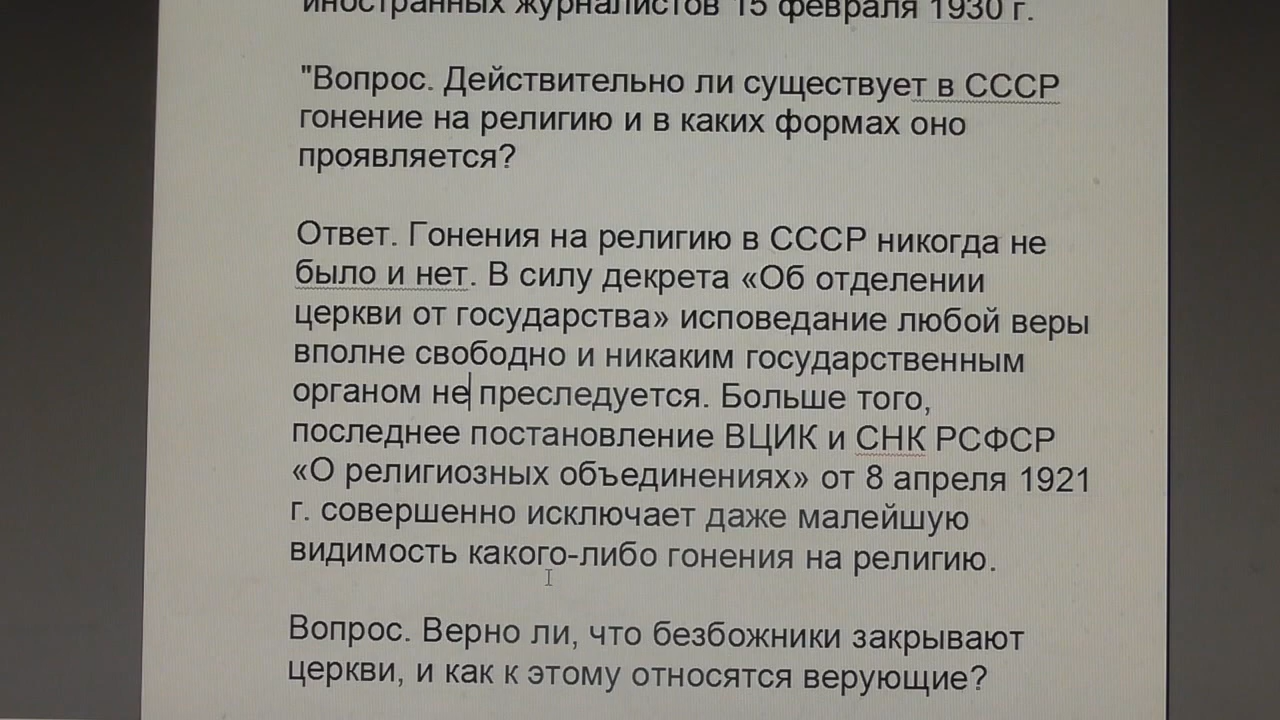 иностранных журналистов 15 февраля 1930 г.
"Вопрос. Действительно ли существует в СССР
гонение на религию и в каких формах оно
проявляется?
Ответ. Гонения на религию в СССР никогда не
было и нет. В силу декрета «Об отделении
церкви от государства» исповедание любой веры
вполне свободно и никаким государственным
органом не преследуется. Больше того,
последнее постановление ВЦИК и СНК РСФСР
«О религиозных объединениях» от 8 апреля 1921
г. совершенно исключает даже малейшую
видимость какого-либо гонения на религию.
Вопрос. Верно ли, что безбожники закрывают
церкви, и как к этому относятся верующие?